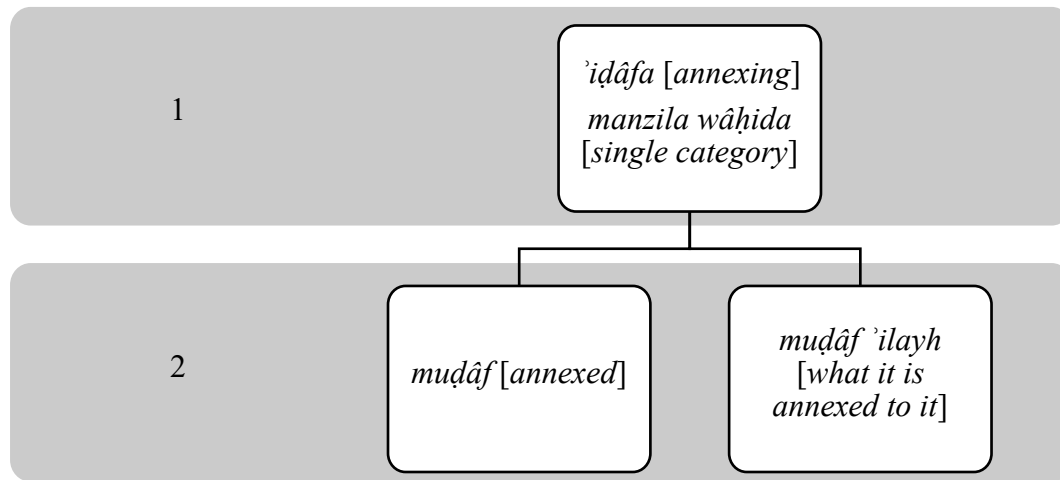 1
ʾiḍâfa [annexing]
manzila wâḥida
[single category]
2
muḍâf [annexed]
muḍâf ʾilayh
[what it is
annexed to it]